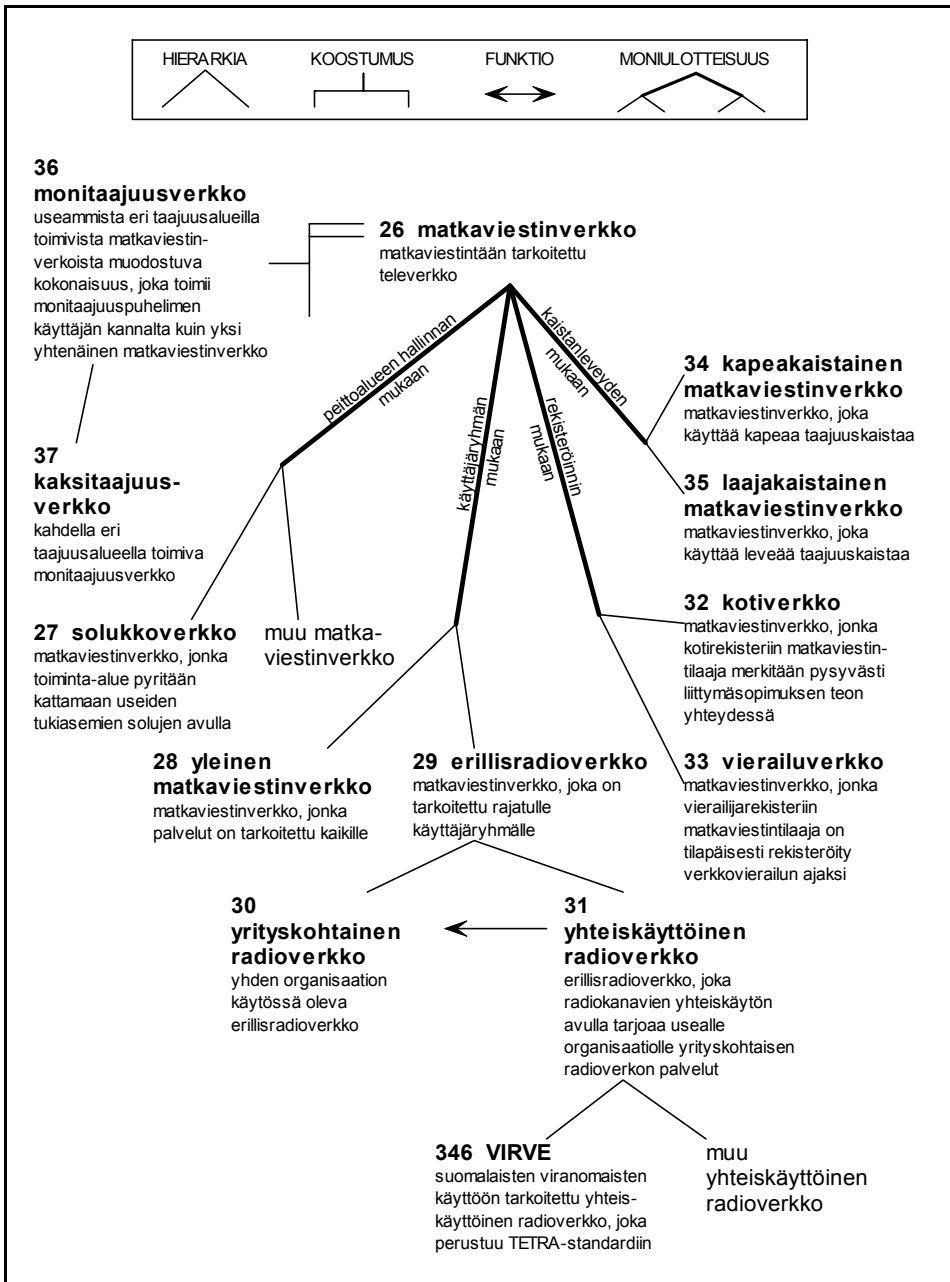 HIERARKIA
KOOSTUMUS
FUNKTIO
MONIULOTTEISUUS
36
monitaajuusverkko
useammista eri taajuusalueilla
toimivista matkaviestin-
verkoista muodostuva
kokonaisuus, joka toimii
monitaajuuspuhelimen
käyttäjän kannalta kuin yksi
yhtenäinen matkaviestinverkko
26 matkaviestinverkko
matkaviestintään tarkoitettu
televerkko
peittoalueen hallinnan
mukaan
käyttäjäryhmän
mukaan
rekisteröinnin
mukaan
kaistanleveyden
mukaan
34 kapeakaistainen
matkaviestinverkko
matkaviestinverkko, joka
käyttää kapeaa taajuuskaistaa
37
kaksitaajuus-
verkko
kahdella eri
taajuusalueella toimiva
monitaajuusverkko
35 laajakaistainen
matkaviestinverkko
matkaviestinverkko, joka
käyttää leveää taajuuskaistaa
27 solukkoverkko
matkaviestinverkko, jonka
toiminta-alue pyritään
kattamaan useiden
tukiasemien solujen avulla
muu matka-
viestinverkko
32 kotiverkko
matkaviestinverkko, jonka
kotirekisteriin matkaviestin-
tilaaja merkitään pysyvästi
liittymäsopimuksen teon
yhteydessä
28 yleinen
matkaviestinverkko
matkaviestinverkko, jonka
palvelut on tarkoitettu kaikille
29 erillisradioverkko
matkaviestinverkko, joka on
tarkoitettu rajatulle
käyttäjäryhmälle
33 vierailuverkko
matkaviestinverkko, jonka
vierailijarekisteriin
matkaviestintilaaja on
tilapäisesti rekisteröity
verkkovierailun ajaksi
30
yrityskohtainen
radioverkko
yhden organisaation
käytössä oleva
erillisradioverkko
31
yhteiskäyttöinen
radioverkko
erillisradioverkko, joka
radiokanavien yhteiskäytön
avulla tarjoaa usealle
organisaatiolle yrityskohtaisen
radioverkon palvelut
346 VIRVE
suomalaisten viranomaisten
käyttöön tarkoitettu yhteis-
käyttöinen radioverkko, joka
perustuu TETRA-standardiin
muu
yhteiskäyttöinen
radioverkko